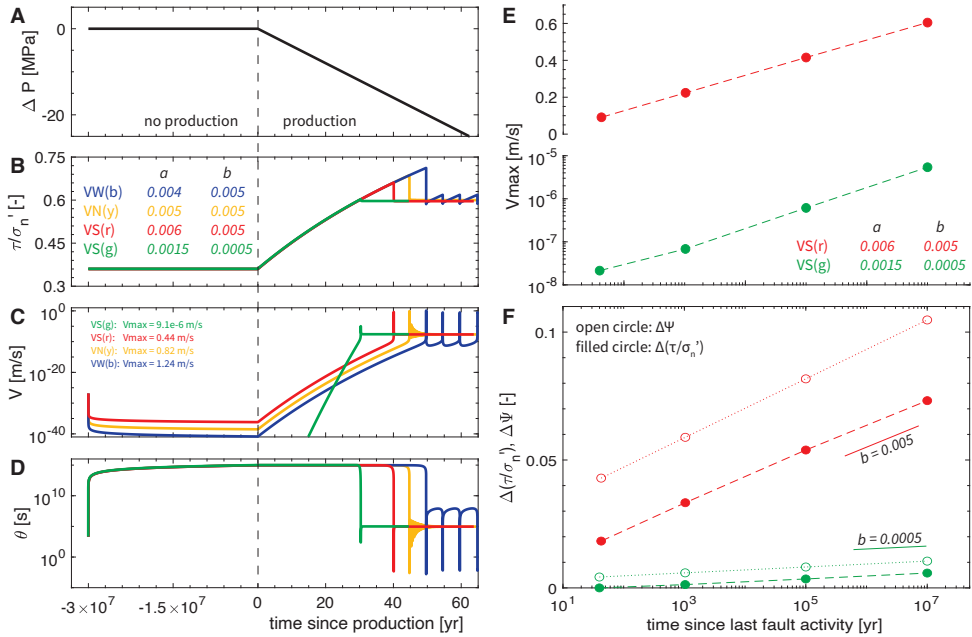 A
Δ P [MPa]
0
-20
no production
production
B
τ/σn'
0.75
0.6
0.45
0.3
a b
VW(b) 0.004 0.005
VN(y) 0.005 0.005
VS(r) 0.006 0.005
VS(g) 0.0015 0.0005
C
V [m/s]
10^0
10^-20
10^-40
VS(g): Vmax = 9.1e-6 m/s
VS(r): Vmax = 0.44 m/s
VN(y): Vmax = 0.82 m/s
VW(b): Vmax = 1.24 m/s
D
θ [s]
10^10
10^0
-3×10^7 -1.5×10^7 0 20 40 60
time since production [yr]
E
Vmax [m/s]
0.6
0.4
0.2
0
10^-5
10^-6
10^-7
10^-8
a b
VS(r) 0.006 0.005
VS(g) 0.0015 0.0005
F
Δ(τ/σn'), ΔΨ [-]
0.1
0.05
0
open circle: ΔΨ
filled circle: Δ(τ/σn')
b = 0.005
b = 0.0005
10^1 10^3 10^5 10^7
time since last fault activity [yr]